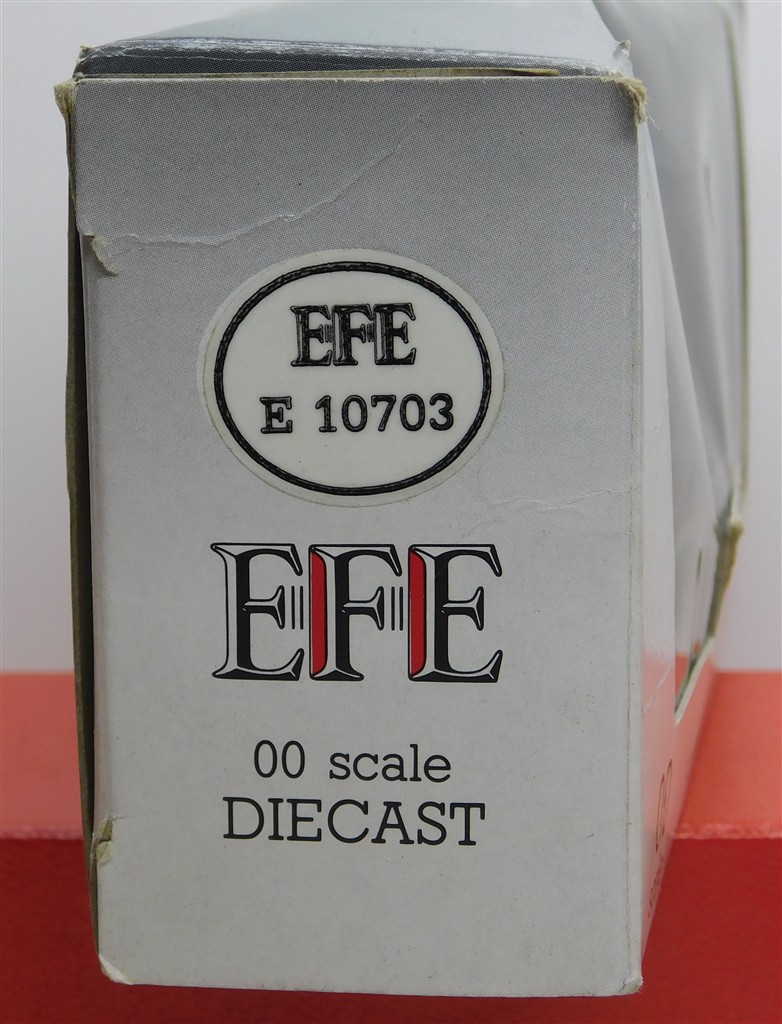 EFE
E 10703
EFE
00 scale
DIECAST